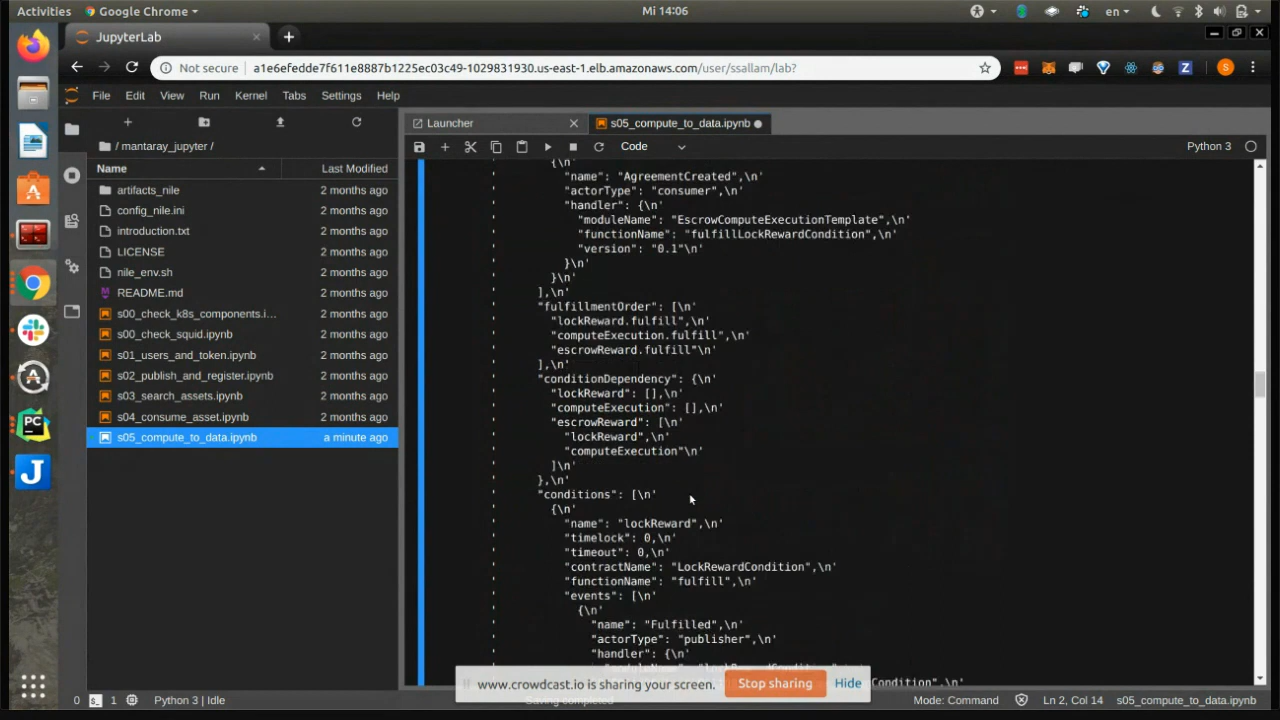 Activities Google Chrome Mi 14:06 en
JupyterLab
Not secure a1e6efedde7f611e8887b1225ec03c49-1029831930.us-east-1.elb.amazonaws.com/user/ssallam/lab?
File Edit View Run Kernel Tabs Settings Help
Launcher s05_compute_to_data.ipynb
/ mantaray_jupyter /
Code Python 3
Name Last Modified
artifacts_nile 2 months ago
config_nile.ini 2 months ago
introduction.txt 2 months ago
LICENSE 2 months ago
nile_env.sh 2 months ago
README.md 2 months ago
s00_check_k8s_components.i... 2 months ago
s00_check_squid.ipynb 2 months ago
s01_users_and_token.ipynb 2 months ago
s02_publish_and_register.ipynb 2 months ago
s03_search_assets.ipynb 2 months ago
s04_consume_asset.ipynb 2 months ago
s05_compute_to_data.ipynb a minute ago
' {\n'
' "name": "AgreementCreated",\n'
' "actorType": "consumer",\n'
' "handler": {\n'
' "moduleName": "EscrowComputeExecutionTemplate",\n'
' "functionName": "fulfillLockRewardCondition",\n'
' "version": "0.1"\n'
' }\n'
' }\n'
' ],\n'
' "fulfillmentOrder": [\n'
' "lockReward.fulfill",\n'
' "computeExecution.fulfill",\n'
' "escrowReward.fulfill"\n'
' ],\n'
' "conditionDependency": {\n'
' "lockReward": [],\n'
' "computeExecution": [],\n'
' "escrowReward": [\n'
' "lockReward",\n'
' "computeExecution"\n'
' ]\n'
' },\n'
' "conditions": [\n'
' {\n'
' "name": "lockReward",\n'
' "timelock": 0,\n'
' "timeout": 0,\n'
' "contractName": "LockRewardCondition",\n'
' "functionName": "fulfill",\n'
' "events": [\n'
' {\n'
' "name": "Fulfilled",\n'
' "actorType": "publisher",\n'
' "handler": {\n'
www.crowdcast.io is sharing your screen. Stop sharing Hide
0 1 Python 3 | Idle Saving completed Mode: Command Ln 2, Col 14 s05_compute_to_data.ipynb